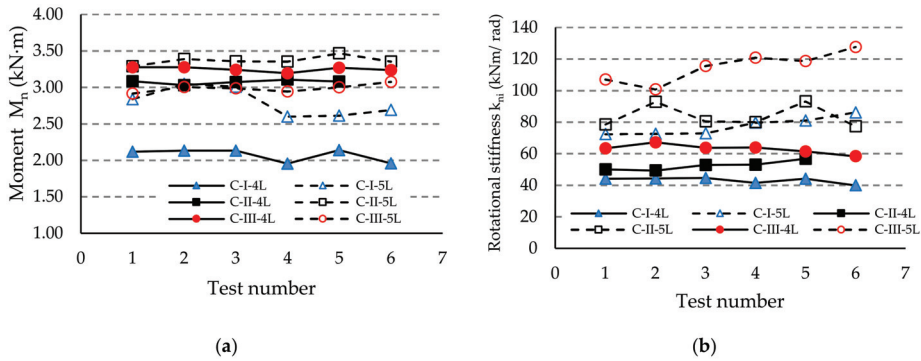 Moment Mn (kN·m)
4.00
3.50
3.00
2.50
2.00
1.50
1.00
C-I-4L C-I-5L
C-II-4L C-II-5L
C-III-4L C-III-5L
0 1 2 3 4 5 6 7
Test number
(a)
Rotational stiffness kni (kNm/ rad)
140
120
100
80
60
40
20
0
C-I-4L C-I-5L C-II-4L
C-II-5L C-III-4L C-III-5L
0 1 2 3 4 5 6 7
Test number
(b)